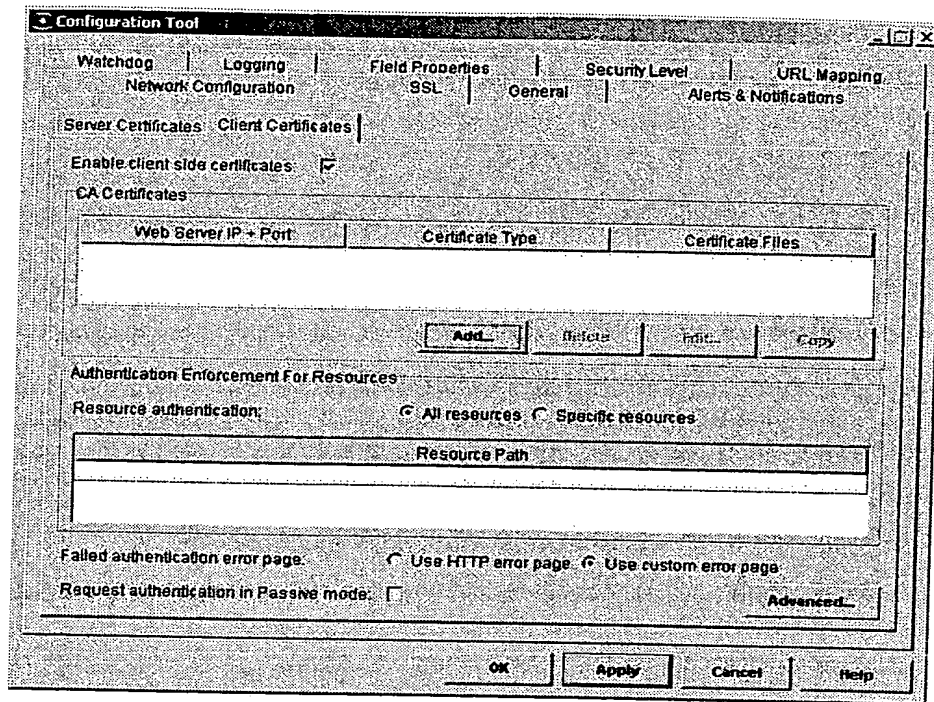 Configuration Tool
Watchdog Logging Field Properties Security Level URL Mapping
Network Configuration SSL General Alerts & Notifications
Server Certificates Client Certificates
Enable client side certificates:
CA Certificates
Web Server IP + Port Certificate Type Certificate Files
Add... Delete Edit... Copy
Authentication Enforcement For Resources
Resource authentication: All resources Specific resources
Resource Path
Failed authentication error page: Use HTTP error page Use custom error page
Request authentication in Passive mode:
Advanced...
OK Apply Cancel Help